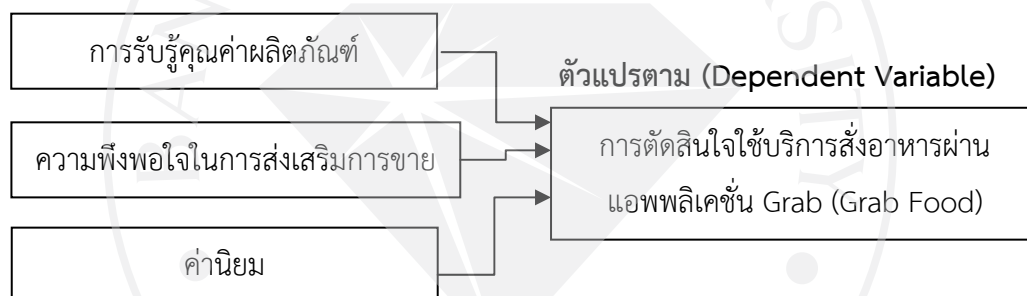 การรับรู้คุณค่าผลิตภัณฑ์
ตัวแปรตาม (Dependent Variable)
ความพึงพอใจในการส่งเสริมการขาย
การตัดสินใจใช้บริการสั่งอาหารผ่าน
แอพพลิเคชั่น Grab (Grab Food)
ค่านิยม